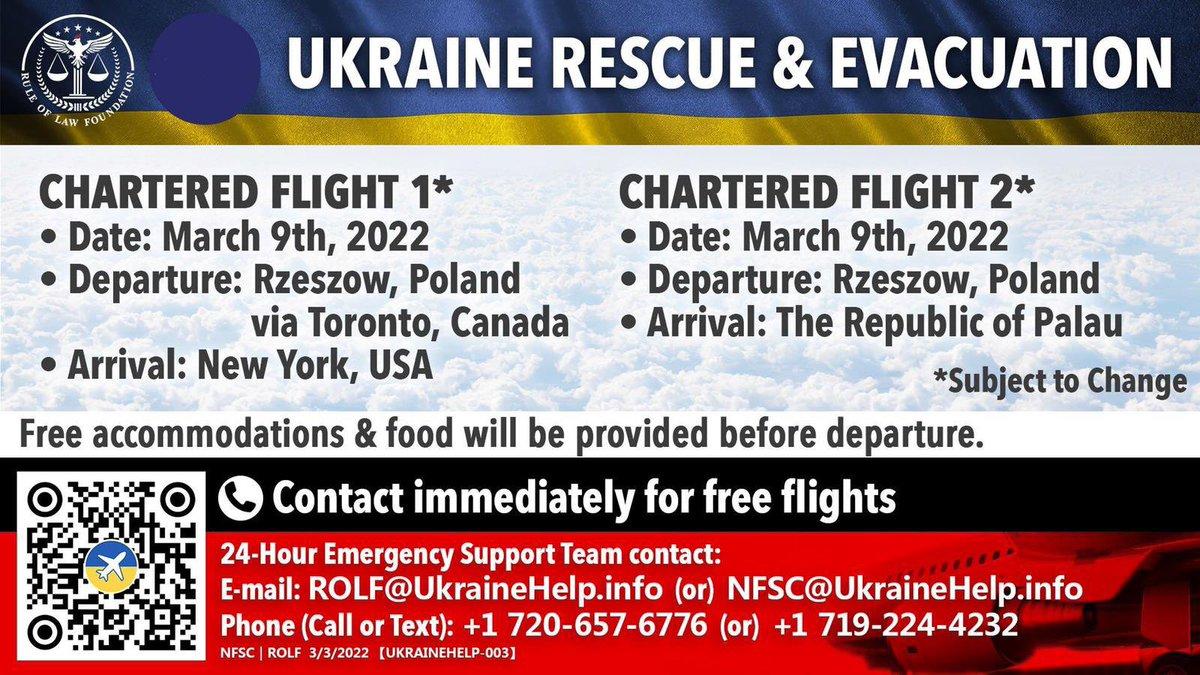 RULE OF LAW FOUNDATION
UKRAINE RESCUE & EVACUATION
CHARTERED FLIGHT 1*
• Date: March 9th, 2022
• Departure: Rzeszow, Poland
via Toronto, Canada
• Arrival: New York, USA
CHARTERED FLIGHT 2*
• Date: March 9th, 2022
• Departure: Rzeszow, Poland
• Arrival: The Republic of Palau
*Subject to Change
Free accommodations & food will be provided before departure.
Contact immediately for free flights
24-Hour Emergency Support Team contact:
E-mail: ROLF@UkraineHelp.info (or) NFSC@UkraineHelp.info
Phone (Call or Text): +1 720-657-6776 (or) +1 719-224-4232
NFSC | ROLF 3/3/2022 【UKRAINEHELP-003】